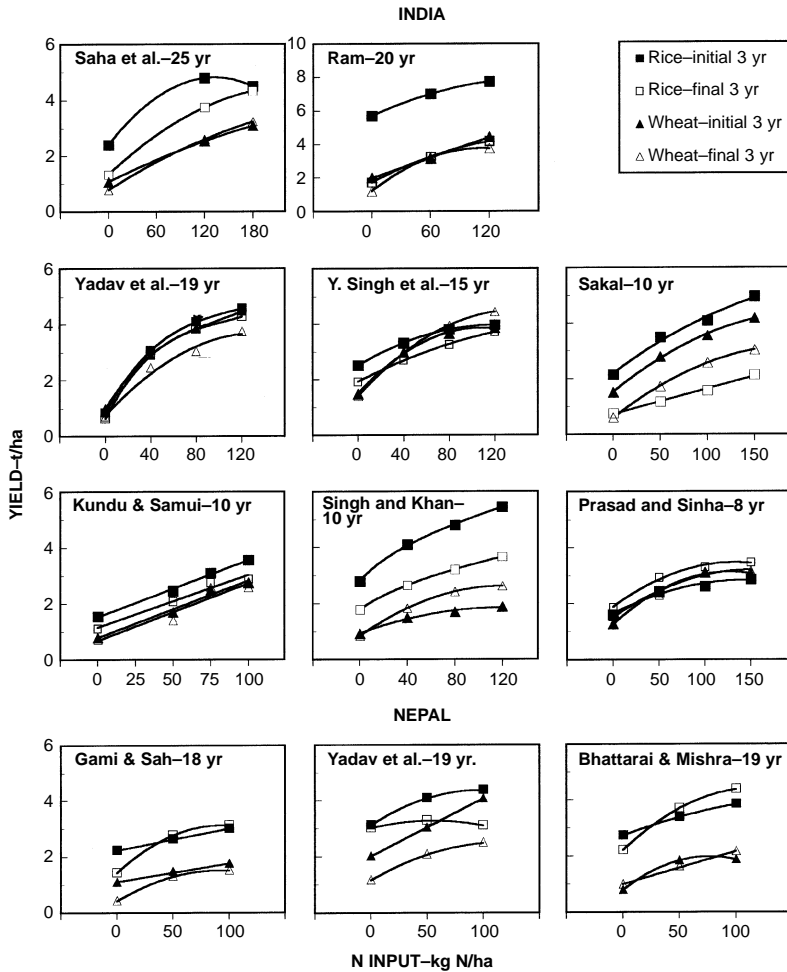 INDIA
Saha et al.–25 yr
6
4
2
0
0 60 120 180
Ram–20 yr
10
8
6
4
2
0
0 60 120
Rice–initial 3 yr
Rice–final 3 yr
Wheat–initial 3 yr
Wheat–final 3 yr
YIELD–t/ha
Yadav et al.–19 yr
6
4
2
0
0 40 80 120
Y. Singh et al.–15 yr
0 40 80 120
Sakal–10 yr
0 50 100 150
Kundu & Samui–10 yr
6
4
2
0
0 50 75 100
Singh and Khan–
10 yr
0 40 80 120
Prasad and Sinha–8 yr
0 50 100 150
NEPAL
Gami & Sah–18 yr
6
4
2
0
0 50 100
Yadav et al.–19 yr.
0 50 100
Bhattarai & Mishra–19 yr
0 50 100
N INPUT–kg N/ha